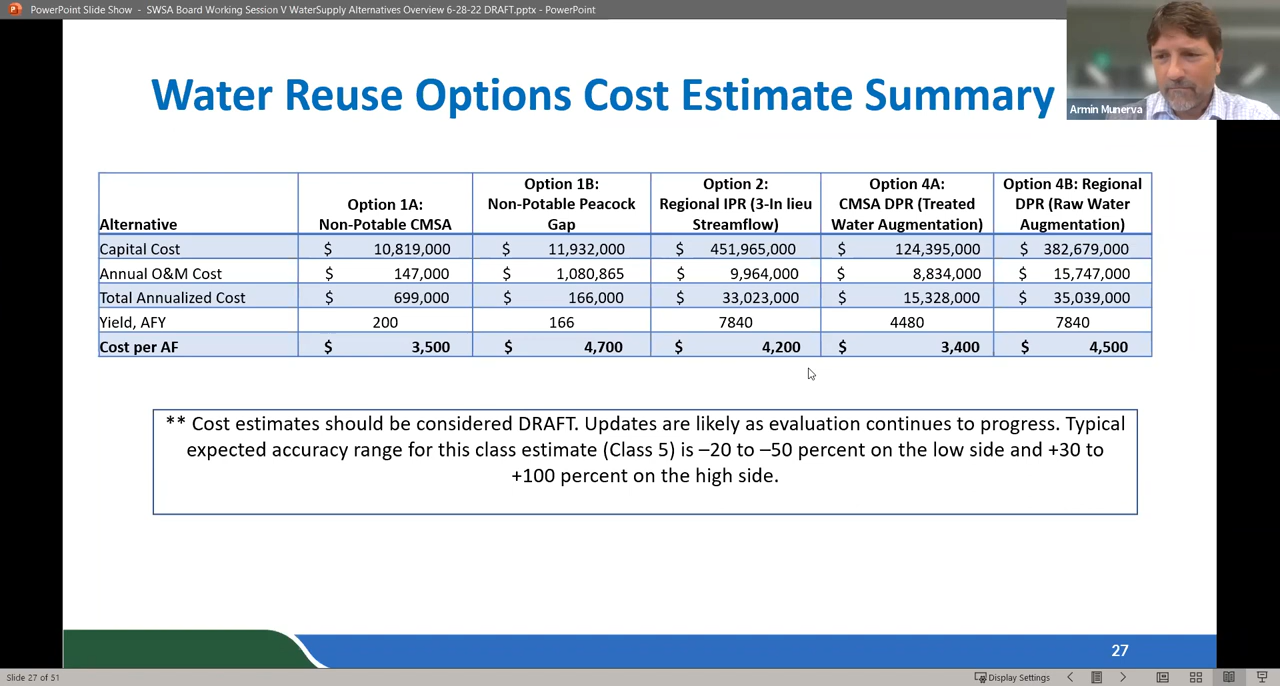 PowerPoint Slide Show - SWSA Board Working Session V WaterSupply Alternatives Overview 6-28-22 DRAFT.pptx - PowerPoint
Water Reuse Options Cost Estimate Summary
Armin Munerva
Alternative Option 1A: Non-Potable CMSA Option 1B: Non-Potable Peacock Gap Option 2: Regional IPR (3-In lieu Streamflow) Option 4A: CMSA DPR (Treated Water Augmentation) Option 4B: Regional DPR (Raw Water Augmentation)
Capital Cost $ 10,819,000 $ 11,932,000 $ 451,965,000 $ 124,395,000 $ 382,679,000
Annual O&M Cost $ 147,000 $ 1,080,865 $ 9,964,000 $ 8,834,000 $ 15,747,000
Total Annualized Cost $ 699,000 $ 166,000 $ 33,023,000 $ 15,328,000 $ 35,039,000
Yield, AFY 200 166 7840 4480 7840
Cost per AF $ 3,500 $ 4,700 $ 4,200 $ 3,400 $ 4,500
** Cost estimates should be considered DRAFT. Updates are likely as evaluation continues to progress. Typical
expected accuracy range for this class estimate (Class 5) is –20 to –50 percent on the low side and +30 to
+100 percent on the high side.
27
Slide 27 of 51
Display Settings